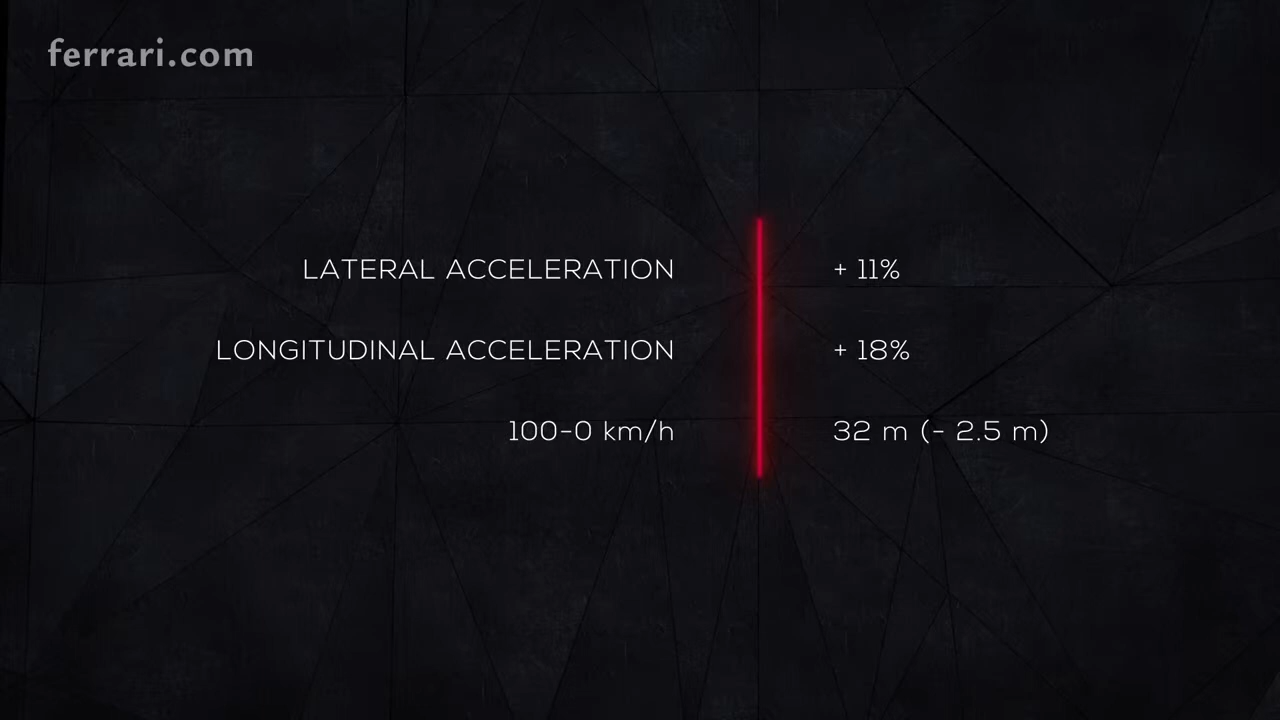 ferrari.com
LATERAL ACCELERATION + 11%
LONGITUDINAL ACCELERATION + 18%
100-0 km/h 32 m (- 2.5 m)